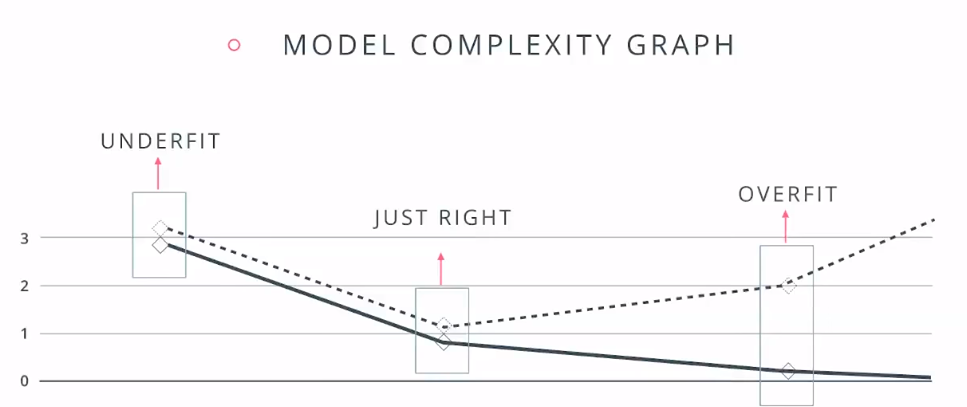 MODEL COMPLEXITY GRAPH
UNDERFIT
JUST RIGHT
OVERFIT
3
2
1
0